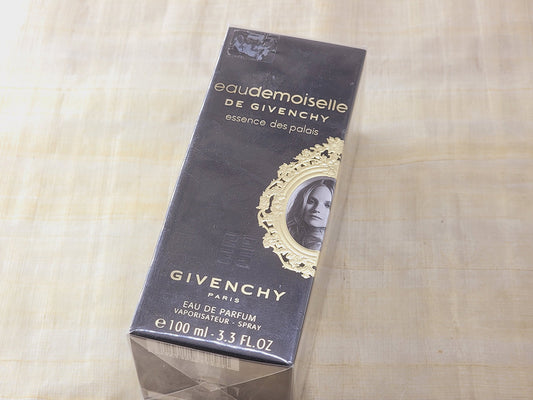 eaudemoiselle
DE GIVENCHY
essence des palais
GIVENCHY
PARIS
EAU DE PARFUM
VAPORISATEUR - SPRAY
e 100 ml - 3.3 FL.OZ